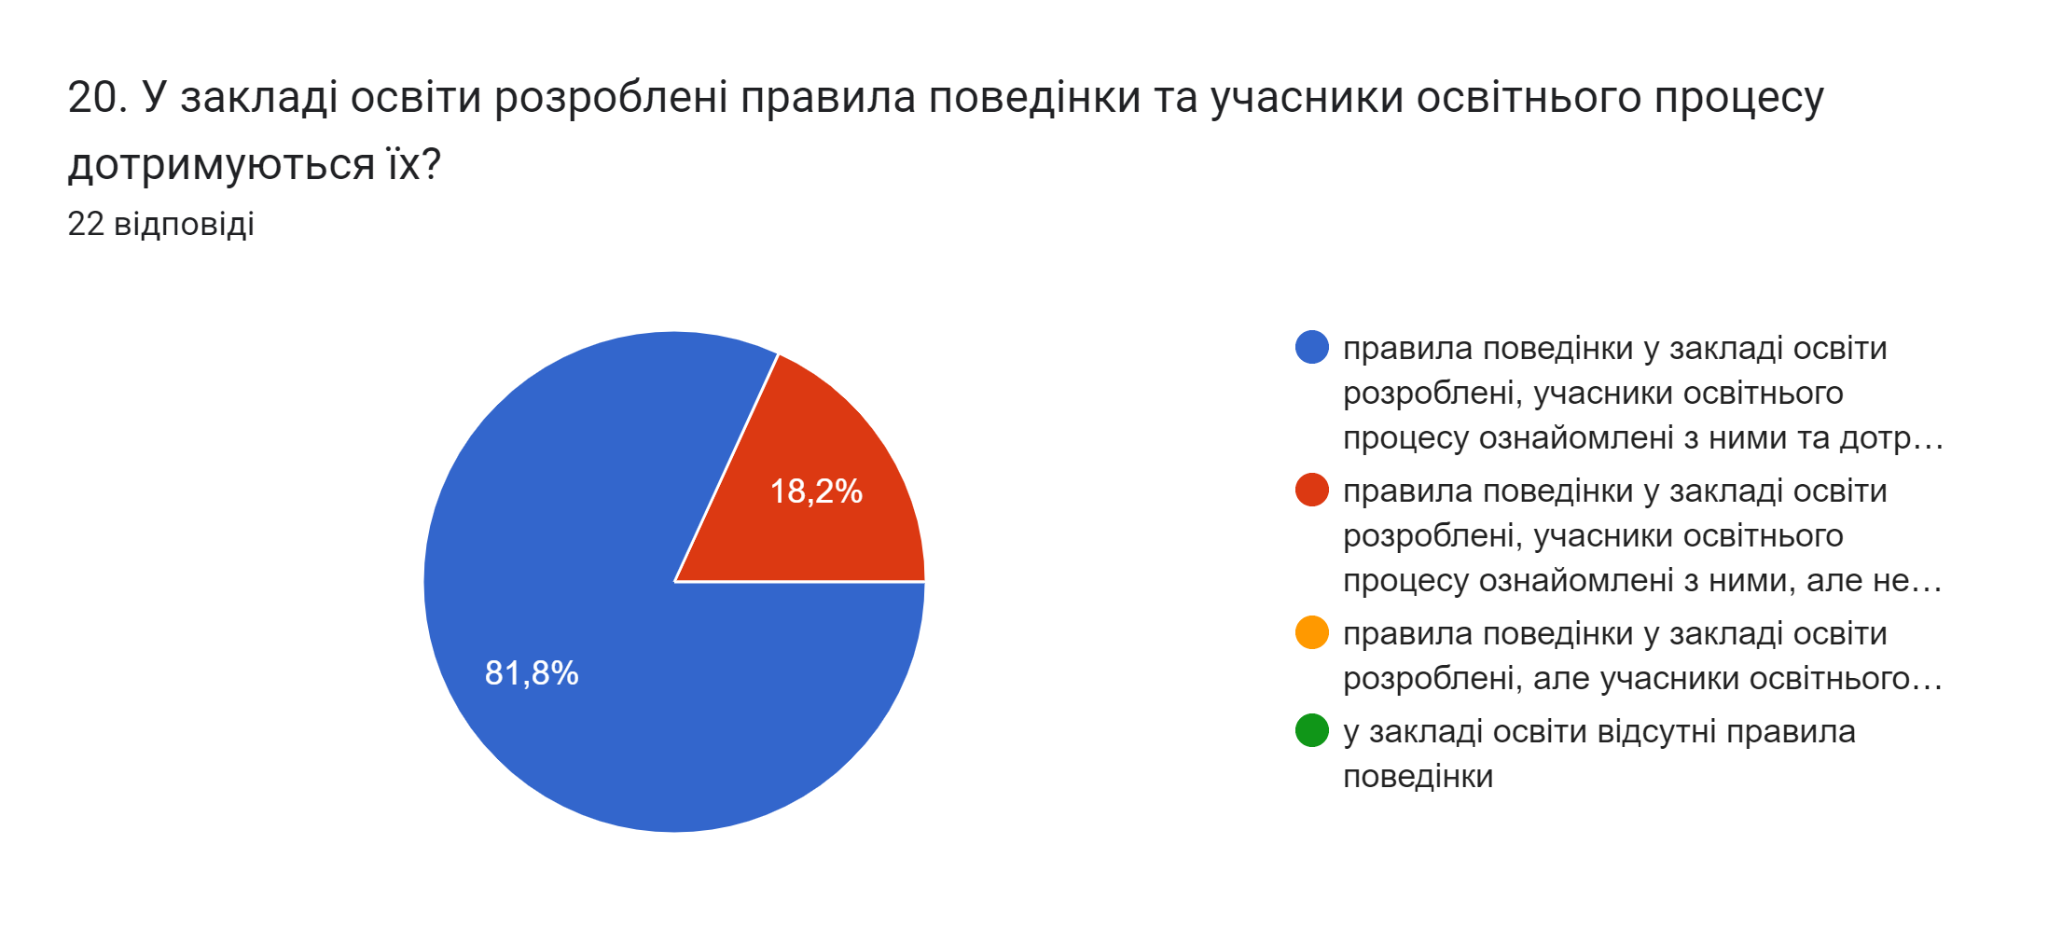 20. У закладі освіти розроблені правила поведінки та учасники освітнього процесу
дотримуються їх?
22 відповіді
18,2%
81,8%
правила поведінки у закладі освіти
розроблені, учасники освітнього
процесу ознайомлені з ними та дотр…
правила поведінки у закладі освіти
розроблені, учасники освітнього
процесу ознайомлені з ними, але не…
правила поведінки у закладі освіти
розроблені, але учасники освітнього…
у закладі освіти відсутні правила
поведінки